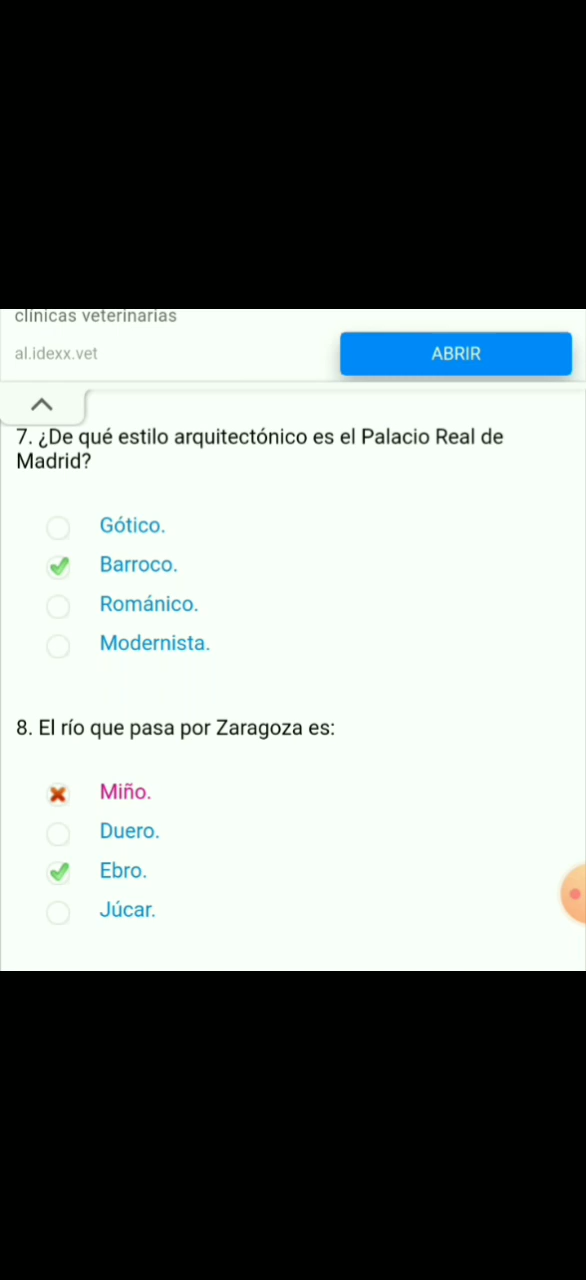 clínicas veterinarias
al.idexx.vet
ABRIR
7. ¿De qué estilo arquitectónico es el Palacio Real de
Madrid?
Gótico.
Barroco.
Románico.
Modernista.
8. El río que pasa por Zaragoza es:
Miño.
Duero.
Ebro.
Júcar.